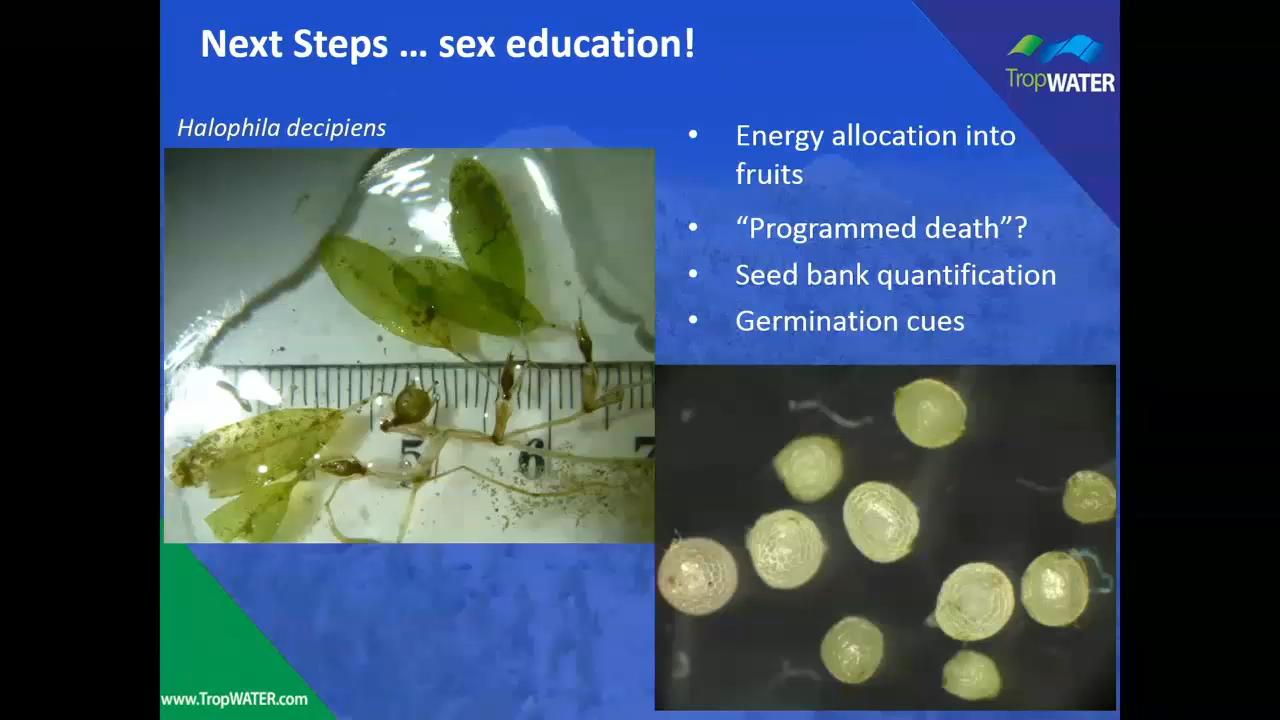 Next Steps ... sex education!
TropWATER
Halophila decipiens
• Energy allocation into
fruits
• “Programmed death”?
• Seed bank quantification
• Germination cues
5 6 7
www.TropWATER.com